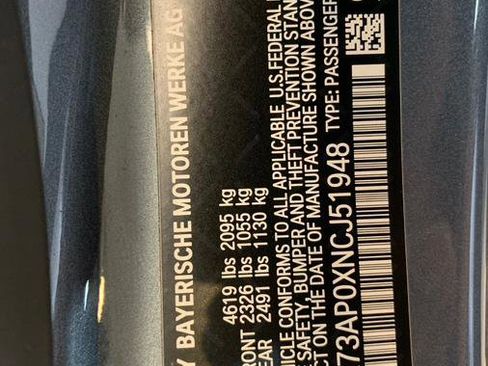 Y BAYERISCHE MOTOREN WERKE AG
4619 lbs 2095 kg
RONT 2326 lbs 1055 kg
EAR 2491 lbs 1130 kg
HICLE CONFORMS TO ALL APPLICABLE U.S. FEDERAL
E SAFETY, BUMPER AND THEFT PREVENTION STAN
CT ON THE DATE OF MANUFACTURE SHOWN ABOVE
73AP0XNCJ51948 TYPE: PASSENGER